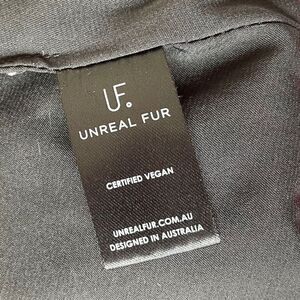 UF.
UNREAL FUR
CERTIFIED VEGAN
UNREALFUR.COM.AU
DESIGNED IN AUSTRALIA